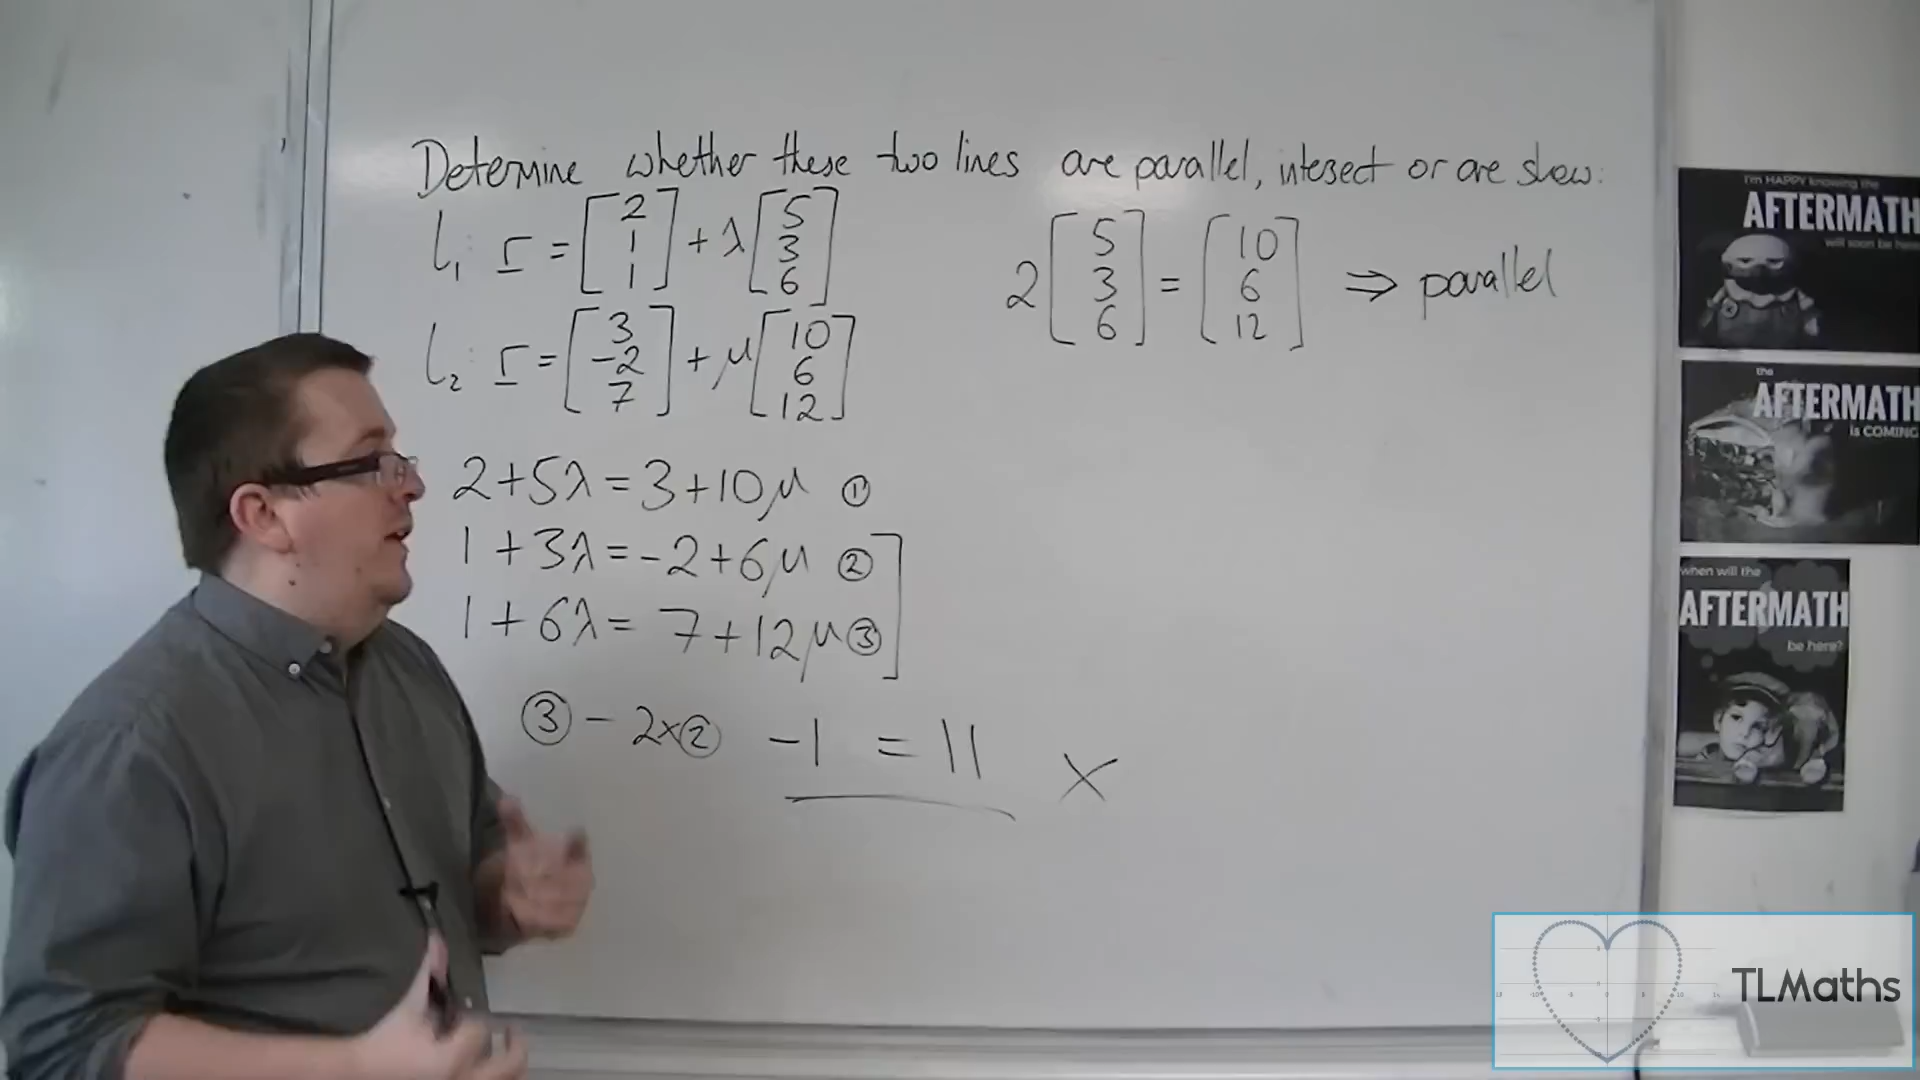 Determine whether these two lines are parallel, intersect or are skew:
l₁: r = [2 1 1] + λ[5 3 6]
l₂: r = [3 -2 7] + μ[10 6 12]
2[5 3 6] = [10 6 12] ⇒ parallel
2+5λ=3+10μ ①
1+3λ=-2+6μ ②
1+6λ= 7+12μ ③
③ - 2×② -1 = 11 ×
I'm HAPPY knowing the
AFTERMATH
will soon be here
the
AFTERMATH
is COMING
when will the
AFTERMATH
be here?
TLMaths